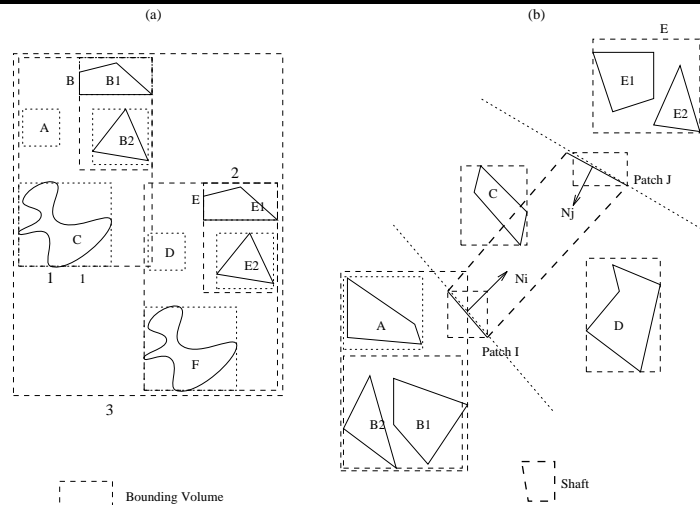 (a)
(b)
B
B1
A
B2
2
E
E1
C
D
E2
1
1
F
3
Bounding Volume
E
E1
E2
C
Patch J
Nj
Ni
A
D
Patch I
B2
B1
Shaft